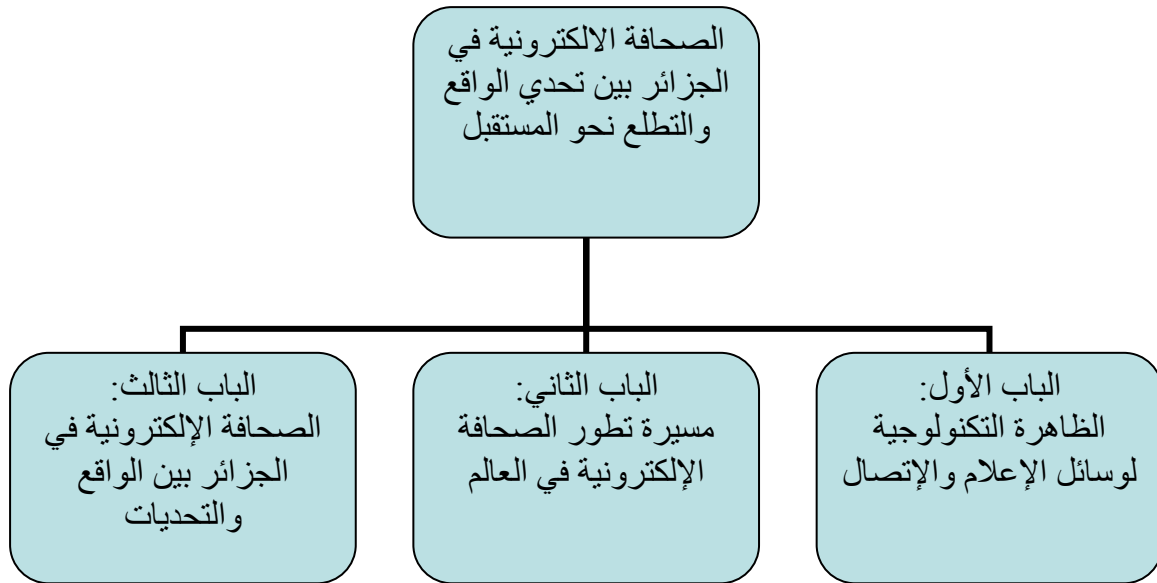 الصحافة الالكترونية في
الجزائر بين تحدي الواقع
والتطلع نحو المستقبل
الباب الأول:
الظاهرة التكنولوجية
لوسائل الإعلام والإتصال
الباب الثاني:
مسيرة تطور الصحافة
الإلكترونية في العالم
الباب الثالث:
الصحافة الإلكترونية في
الجزائر بين الواقع
والتحديات